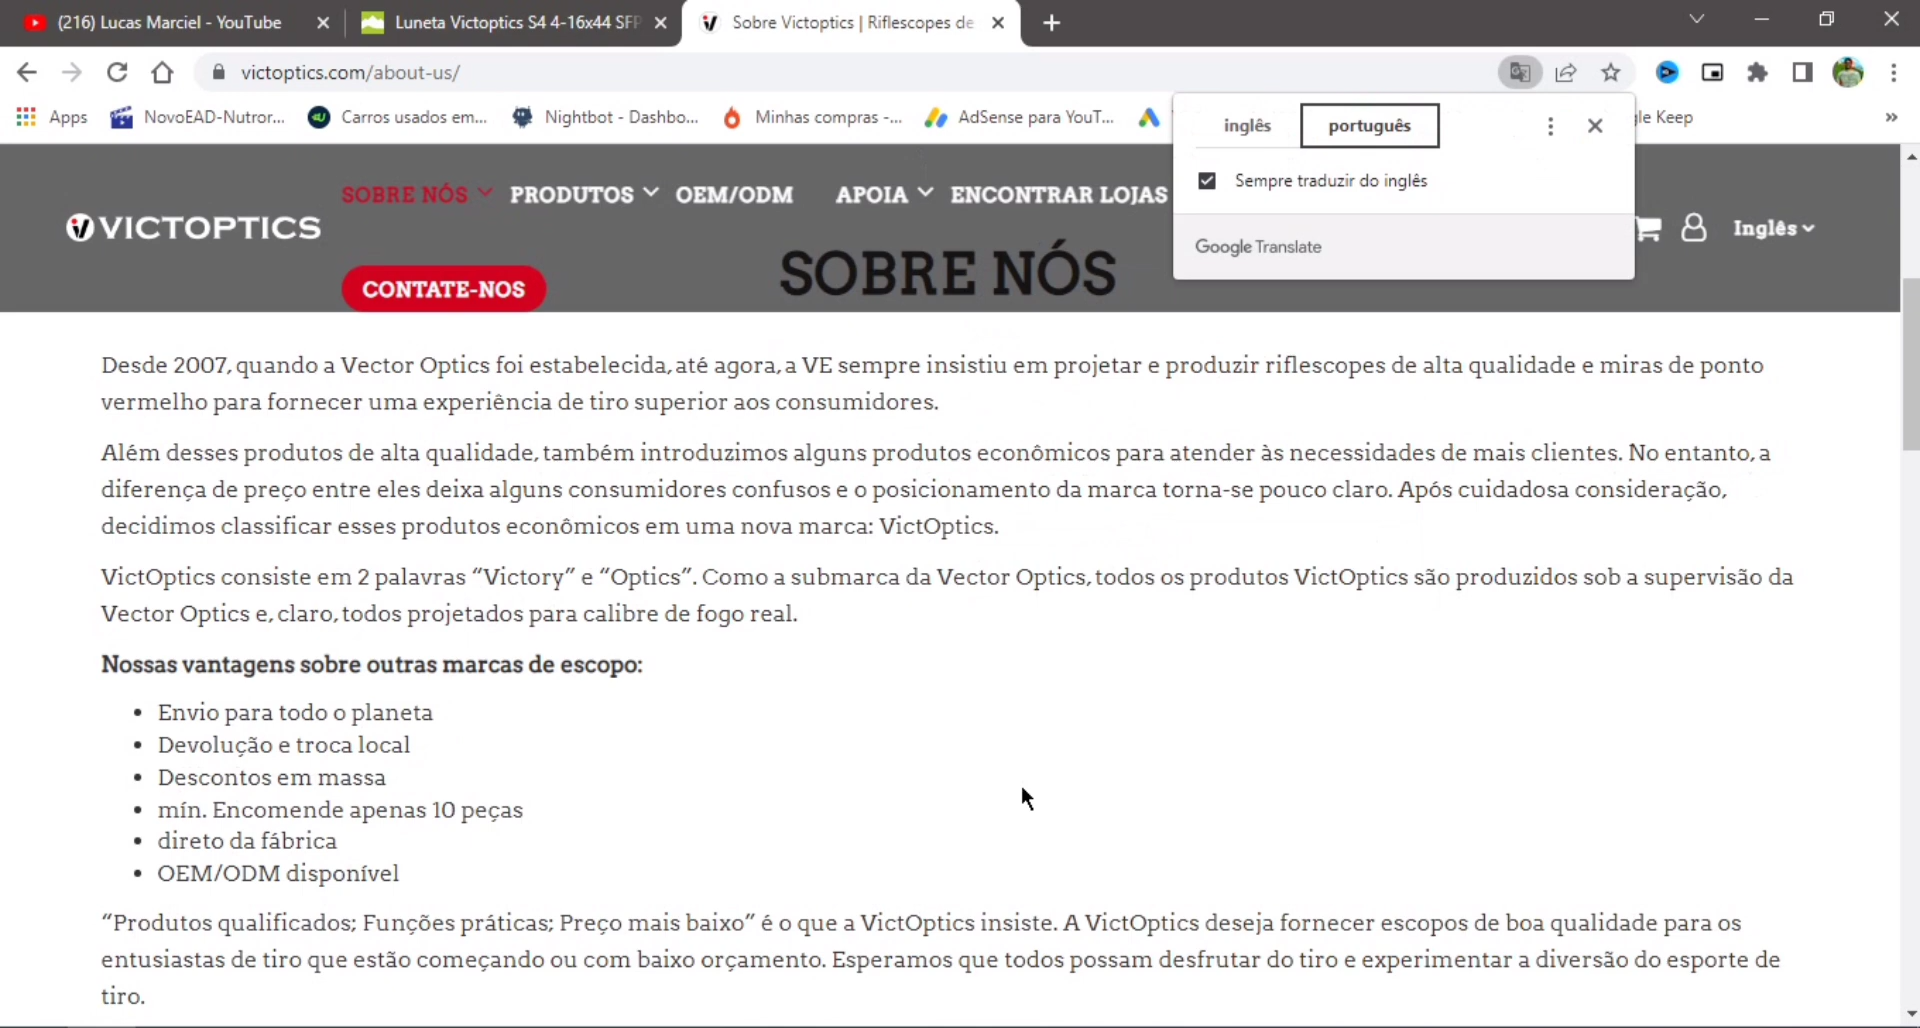 (216) Lucas Marciel - YouTube
Luneta Victoptics S4 4-16x44 SFP
Sobre Victoptics | Riflescopes de
victoptics.com/about-us/
Apps
NovoEAD-Nutror...
Carros usados em...
Nightbot - Dashbo...
Minhas compras -...
AdSense para YouT...
Keep
inglês
português
Sempre traduzir do inglês
Google Translate
SOBRE NÓS
PRODUTOS
OEM/ODM
APOIA
ENCONTRAR LOJAS
VICTOPTICS
Inglês
CONTATE-NOS
SOBRE NÓS
Desde 2007, quando a Vector Optics foi estabelecida, até agora, a VE sempre insistiu em projetar e produzir riflescopes de alta qualidade e miras de ponto
vermelho para fornecer uma experiência de tiro superior aos consumidores.
Além desses produtos de alta qualidade, também introduzimos alguns produtos econômicos para atender às necessidades de mais clientes. No entanto, a
diferença de preço entre eles deixa alguns consumidores confusos e o posicionamento da marca torna-se pouco claro. Após cuidadosa consideração,
decidimos classificar esses produtos econômicos em uma nova marca: VictOptics.
VictOptics consiste em 2 palavras “Victory” e “Optics”. Como a submarca da Vector Optics, todos os produtos VictOptics são produzidos sob a supervisão da
Vector Optics e, claro, todos projetados para calibre de fogo real.
Nossas vantagens sobre outras marcas de escopo:
• Envio para todo o planeta
• Devolução e troca local
• Descontos em massa
• mín. Encomende apenas 10 peças
• direto da fábrica
• OEM/ODM disponível
“Produtos qualificados; Funções práticas; Preço mais baixo” é o que a VictOptics insiste. A VictOptics deseja fornecer escopos de boa qualidade para os
entusiastas de tiro que estão começando ou com baixo orçamento. Esperamos que todos possam desfrutar do tiro e experimentar a diversão do esporte de
tiro.